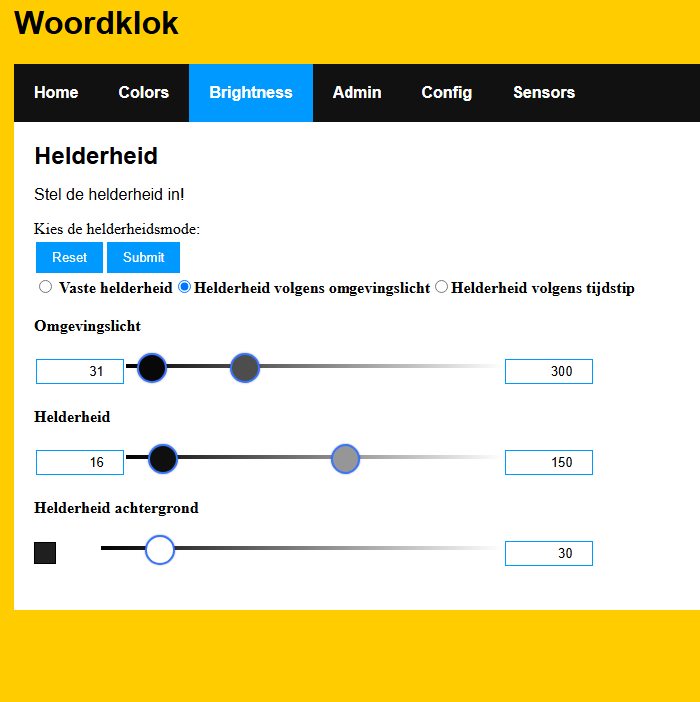 Woordklok
Home Colors Brightness Admin Config Sensors
Helderheid
Stel de helderheid in!
Kies de helderheidsmode:
Reset Submit
Vaste helderheid Helderheid volgens omgevingslicht Helderheid volgens tijdstip
Omgevingslicht
31 300
Helderheid
16 150
Helderheid achtergrond
30